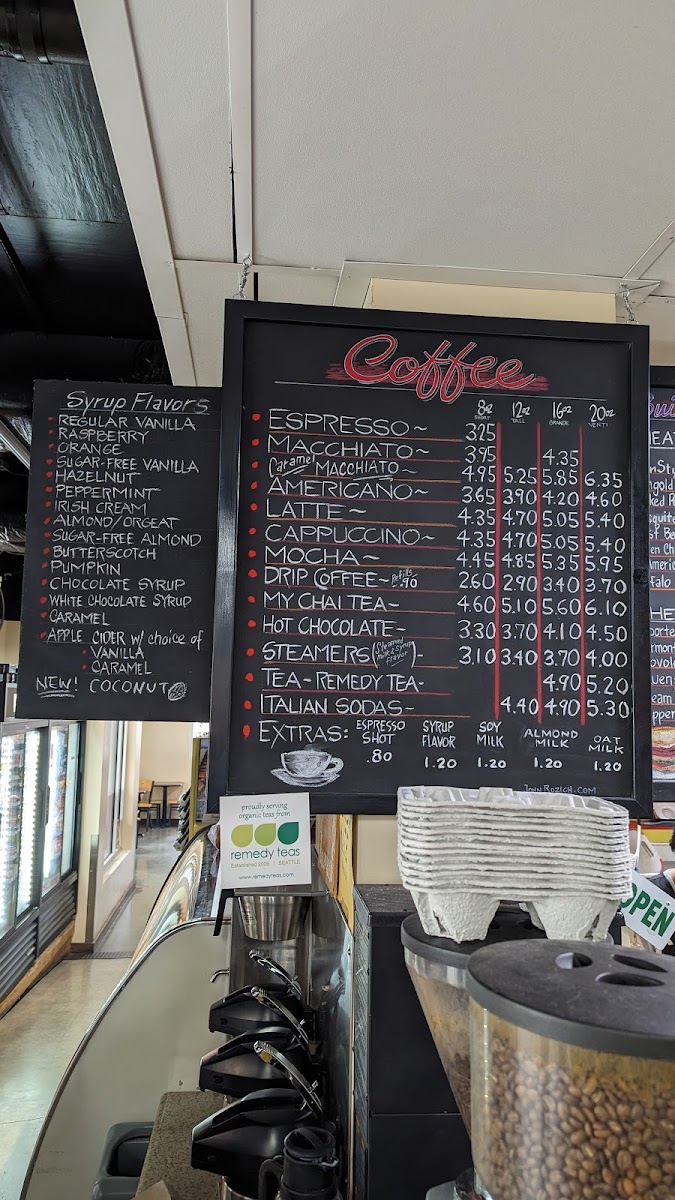 Syrup Flavors
REGULAR VANILLA
RASPBERRY
ORANGE
SUGAR-FREE VANILLA
HAZELNUT
PEPPERMINT
IRISH CREAM
ALMOND/ORGEAT
SUGAR-FREE ALMOND
BUTTERSCOTCH
PUMPKIN
CHOCOLATE SYRUP
WHITE CHOCOLATE SYRUP
CARAMEL
APPLE CIDER W/ choice of
VANILLA
CARAMEL
NEW! COCONUT
Coffee
8oz 12oz 16oz 20oz
SHORT TALL GRANDE VENTI
ESPRESSO~ 3.25
MACCHIATO~ 3.95 4.35
Caramel MACCHIATO~ 4.95 5.25 5.85 6.35
AMERICANO~ 3.65 3.90 4.20 4.60
LATTE~ 4.35 4.70 5.05 5.40
CAPPUCCINO~ 4.35 4.70 5.05 5.40
MOCHA~ 4.45 4.85 5.35 5.95
DRIP COFFEE~ Refills .90 2.60 2.90 3.40 3.70
MY CHAI TEA~ 4.60 5.10 5.60 6.10
HOT CHOCOLATE~ 3.30 3.70 4.10 4.50
STEAMERS (Steamed Milk & Syrup Flavor)~ 3.10 3.40 3.70 4.00
TEA~REMEDY TEA~ 4.90 5.20
ITALIAN SODAS~ 4.40 4.90 5.30
EXTRAS: ESPRESSO SHOT .80 SYRUP FLAVOR 1.20 SOY MILK 1.20 ALMOND MILK 1.20 OAT MILK 1.20
JOHNROZICH.COM
proudly serving
organic teas from
remedy teas
Established 2006 | SEATTLE
www.remedyteas.com
OPEN